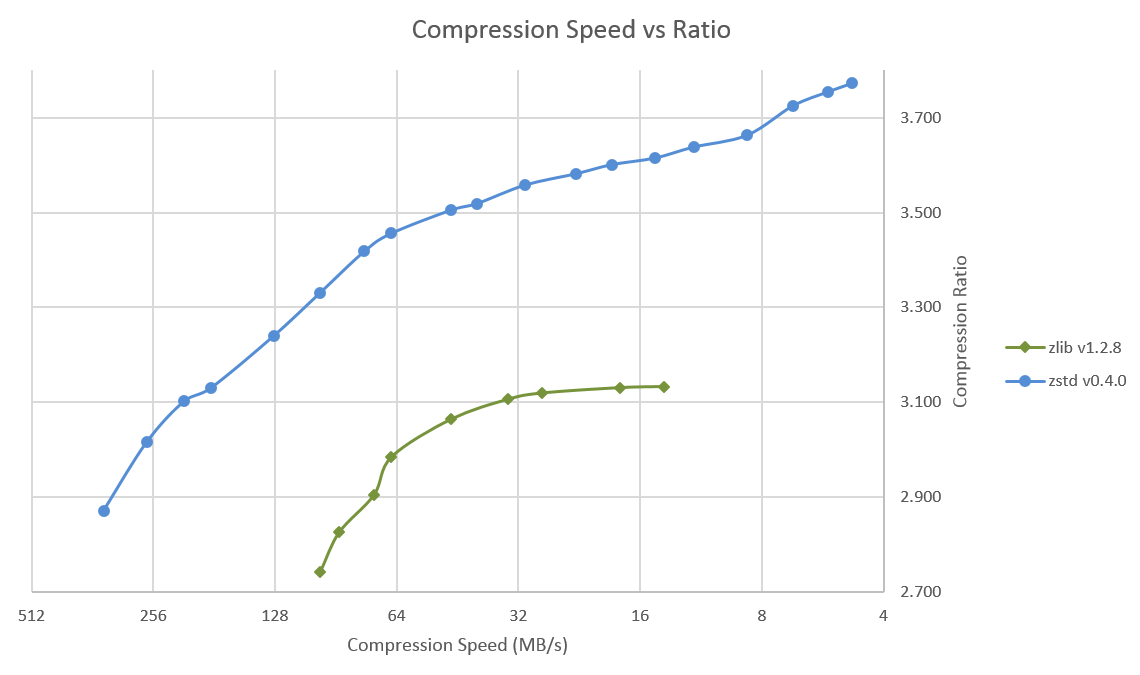 Compression Speed vs Ratio
3.700
3.500
3.300
3.100
2.900
2.700
Compression Ratio
zlib v1.2.8
zstd v0.4.0
512 256 128 64 32 16 8 4
Compression Speed (MB/s)